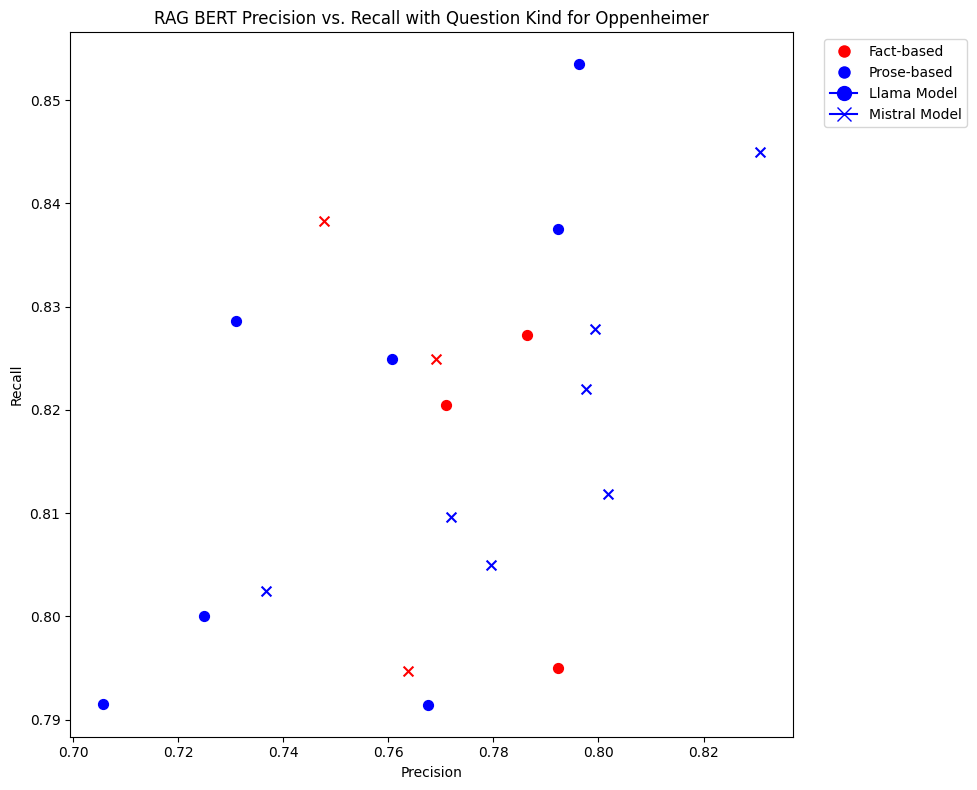 RAG BERT Precision vs. Recall with Question Kind for Oppenheimer
Fact-based
Prose-based
Llama Model
Mistral Model
0.85
0.84
0.83
0.82
0.81
0.80
0.79
Recall
0.70 0.72 0.74 0.76 0.78 0.80 0.82
Precision